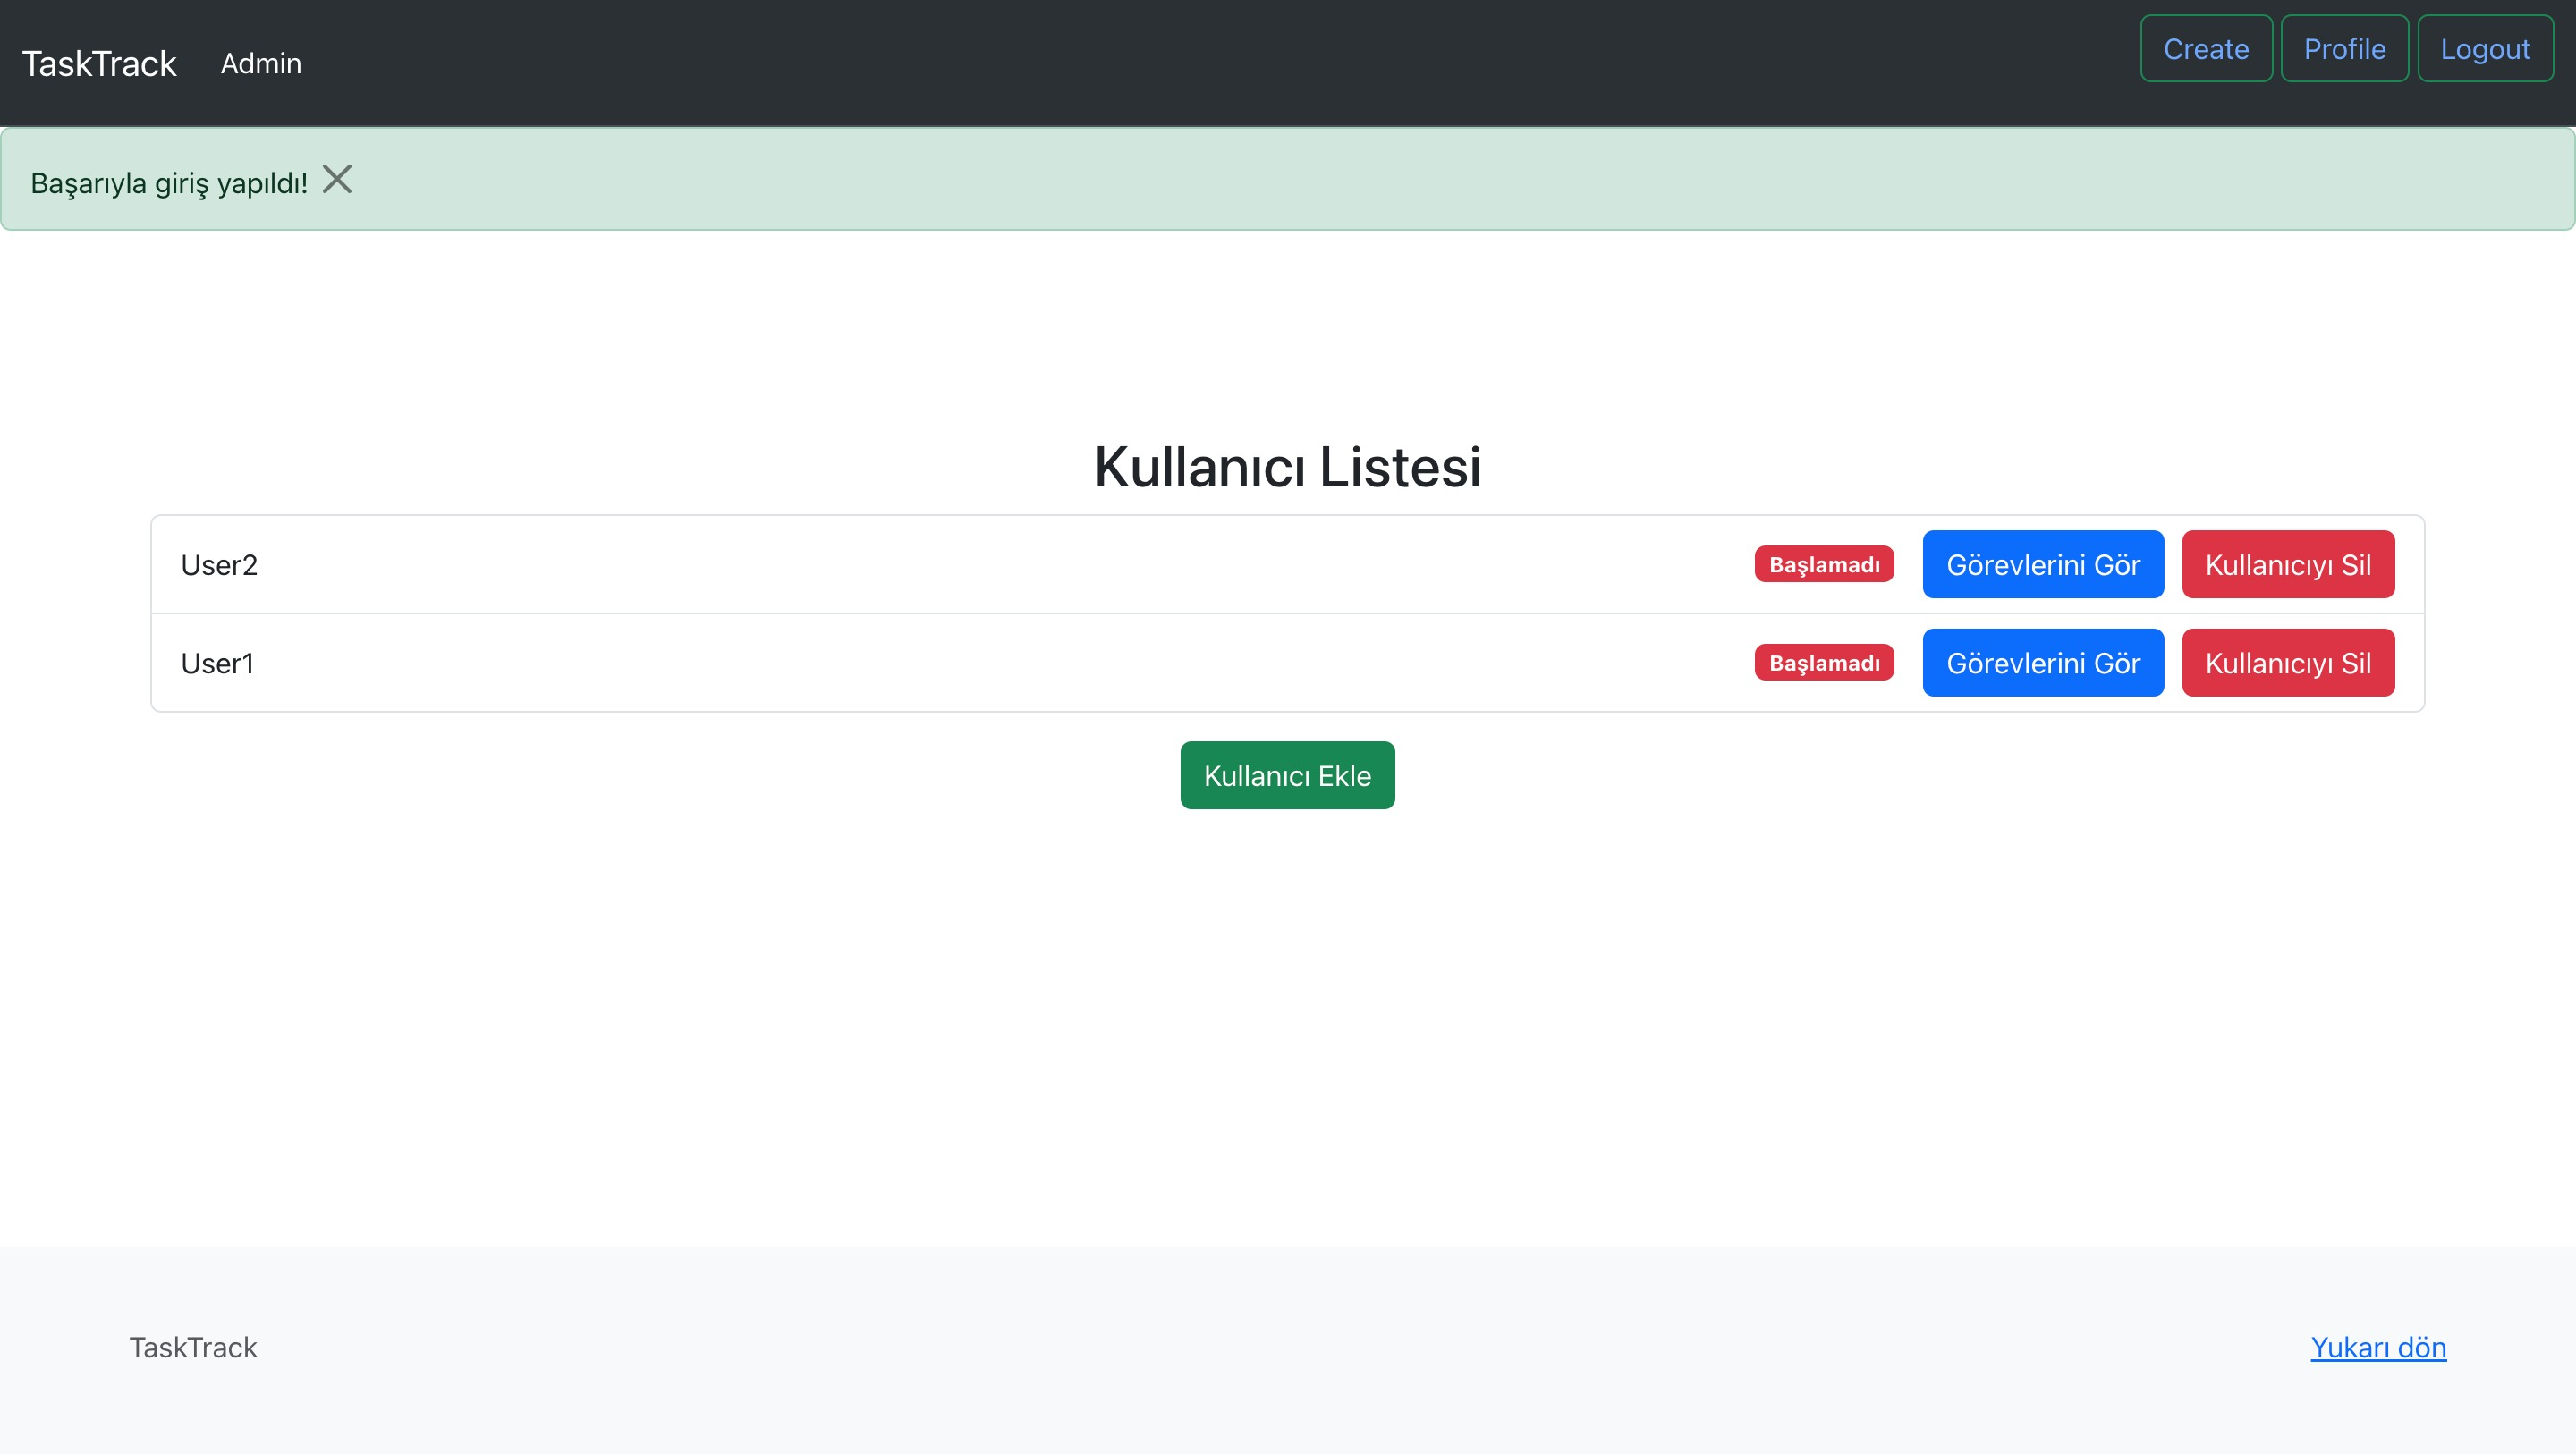 TaskTrack Admin Create Profile Logout
Başarıyla giriş yapıldı!
Kullanıcı Listesi
User2 Başlamadı Görevlerini Gör Kullanıcıyı Sil
User1 Başlamadı Görevlerini Gör Kullanıcıyı Sil
Kullanıcı Ekle
TaskTrack Yukarı dön